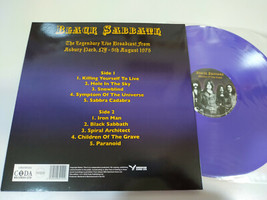 BLACK SABBATH
The Legendary Live Broadcast from
Asbury Park, NJ - 5th August 1975
Side 1
1. Killing Yourself To Live
2. Hole In The Sky
3. Snowblind
4. Symptom Of The Universe
5. Sabbra Cadabra
Side 2
1. Iron Man
2. Black Sabbath
3. Spiral Architect
4. Children Of The Grave
5. Paranoid
CODA